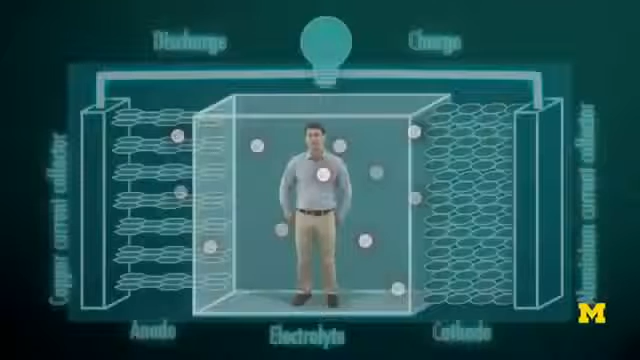 Discharge
Charge
Copper current collector
Aluminium current collector
Anode
Electrolyte
Cathode
M